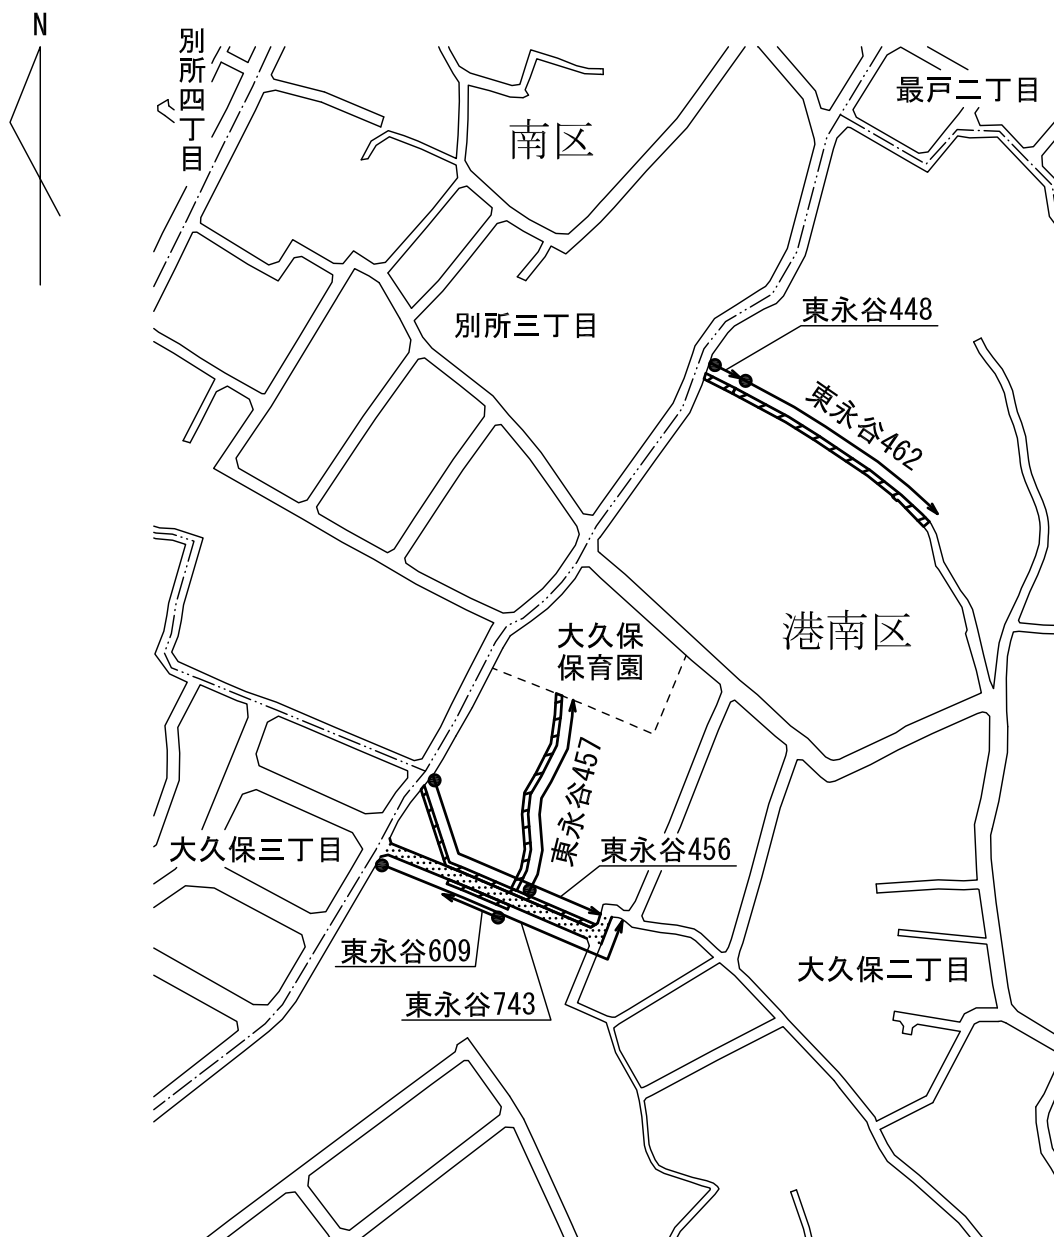 N
別所四丁目
最戸二丁目
南区
東永谷448
別所三丁目
東永谷462
港南区
大久保
保育園
東永谷457
大久保三丁目
東永谷456
東永谷609
大久保二丁目
東永谷743